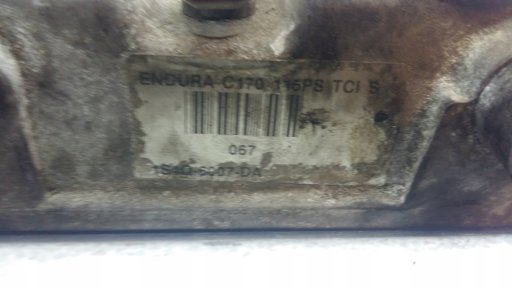 ENDURA C170 115PS TCI S
067
1S4Q-6007-DA